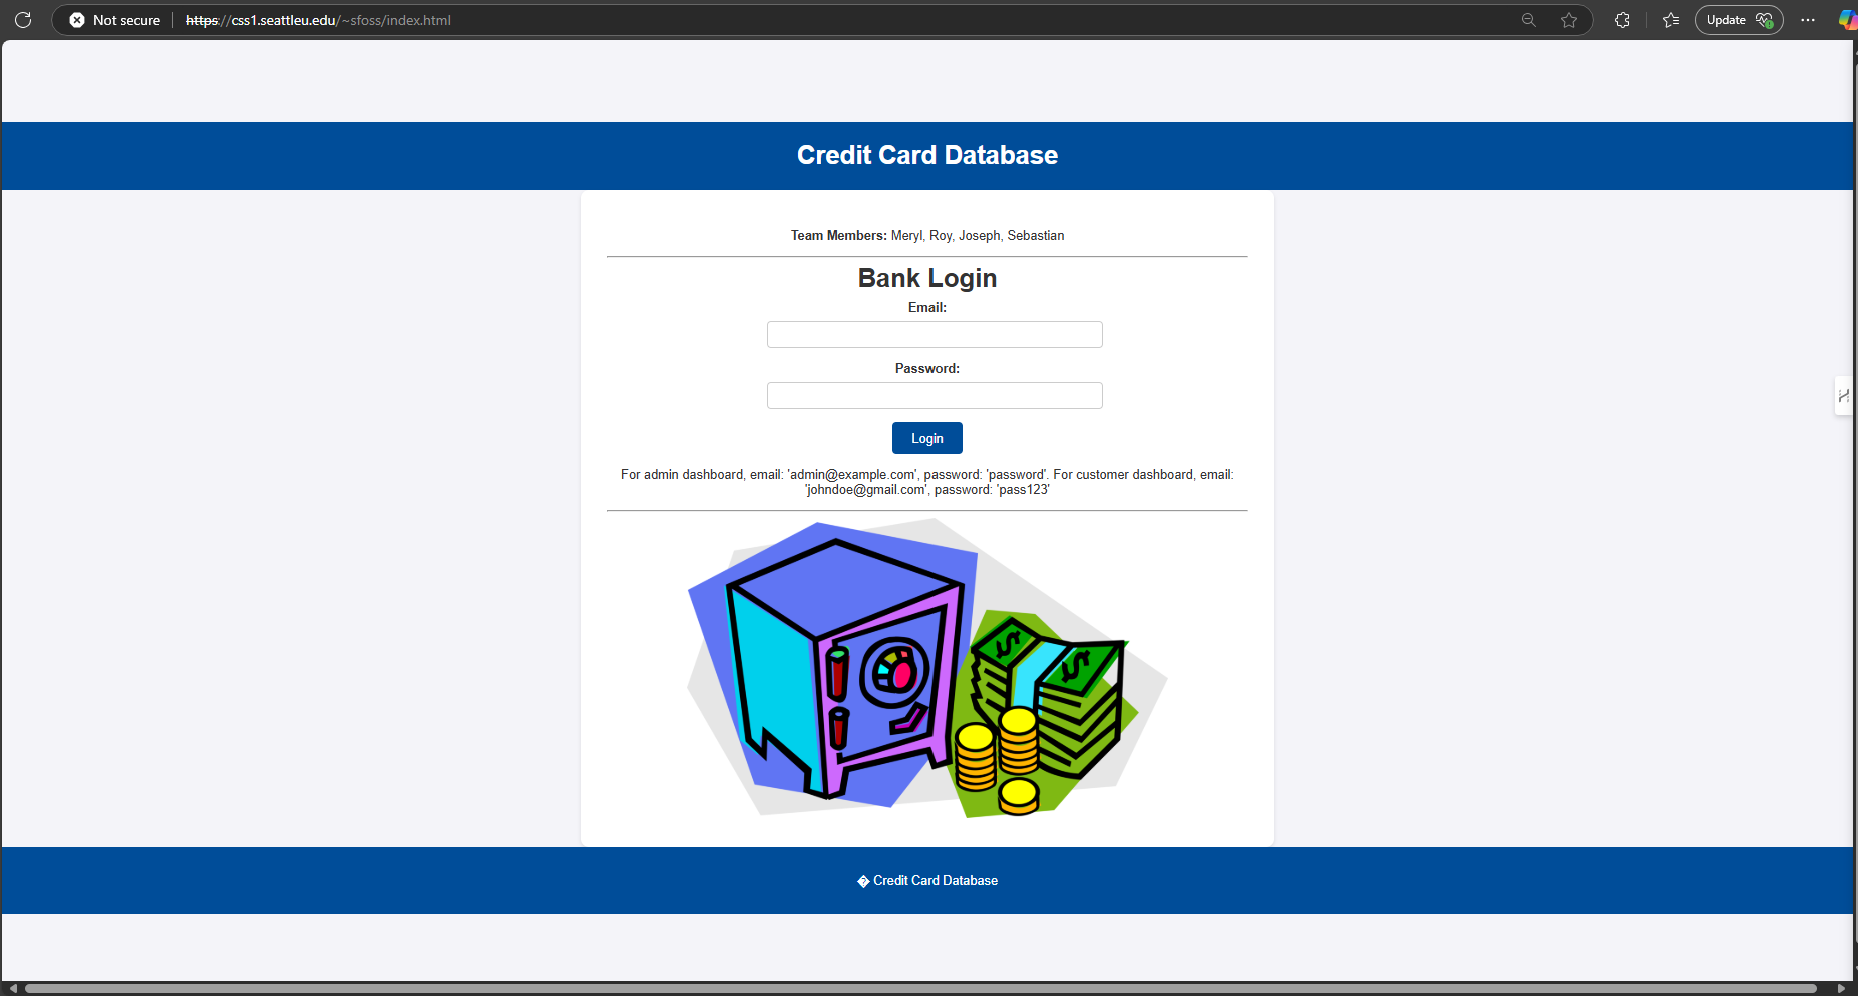 Not secure
https://css1.seattleu.edu/~sfoss/index.html
Update
Credit Card Database
Team Members: Meryl, Roy, Joseph, Sebastian
Bank Login
Email:
Password:
Login
For admin dashboard, email: 'admin@example.com', password: 'password'. For customer dashboard, email:
'johndoe@gmail.com', password: 'pass123'
$
$
� Credit Card Database